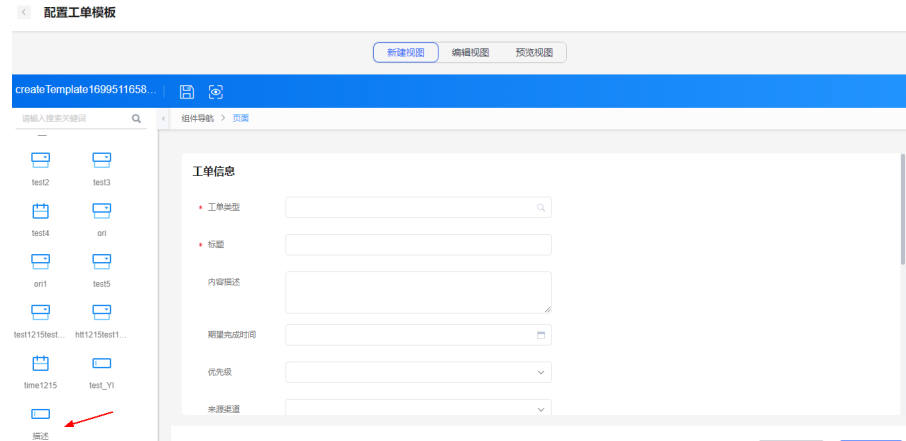 配置工单模板
新建视图 编辑视图 预览视图
createTemplate1699511658...
请输入搜索关键词
组件导航 > 页面
test2 test3
test4 ori
ori1 test5
test1215test... htt1215test1...
time1215 test_YI
描述
工单信息
* 工单类型
* 标题
内容描述
期望完成时间
优先级
来源渠道